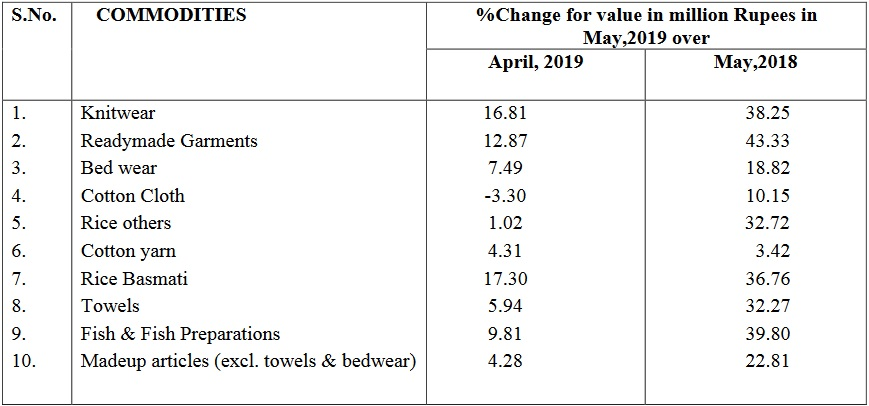 S.No. COMMODITIES %Change for value in million Rupees in
May,2019 over
April, 2019 May,2018
1. Knitwear 16.81 38.25
2. Readymade Garments 12.87 43.33
3. Bed wear 7.49 18.82
4. Cotton Cloth -3.30 10.15
5. Rice others 1.02 32.72
6. Cotton yarn 4.31 3.42
7. Rice Basmati 17.30 36.76
8. Towels 5.94 32.27
9. Fish & Fish Preparations 9.81 39.80
10. Madeup articles (excl. towels & bedwear) 4.28 22.81